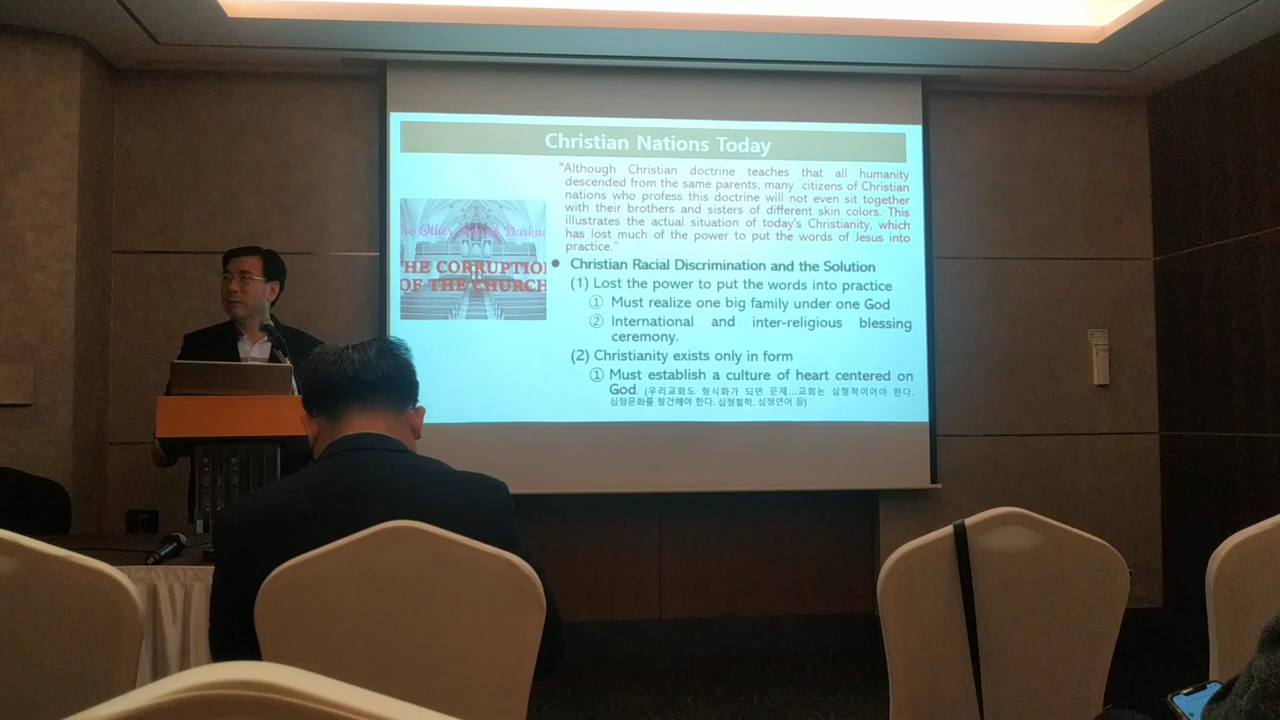 Christian Nations Today
"Although Christian doctrine teaches that all humanity
descended from the same parents, many citizens of Christian
nations who profess this doctrine will not even sit together
with their brothers and sisters of different skin colors. This
illustrates the actual situation of today's Christianity, which
has lost much of the power to put the words of Jesus into
practice."
he Other Darkne
HE CORRUPTIO
OF THE CHURCH
● Christian Racial Discrimination and the Solution
(1) Lost the power to put the words into practice
① Must realize one big family under one God
② International and inter-religious blessing
ceremony.
(2) Christianity exists only in form
① Must establish a culture of heart centered on
God. (우리교회도 형식화가 되면 문제...교회는 심정적이어야 한다.
심정문화를 창건해야 한다. 심정철학, 심정언어 등)